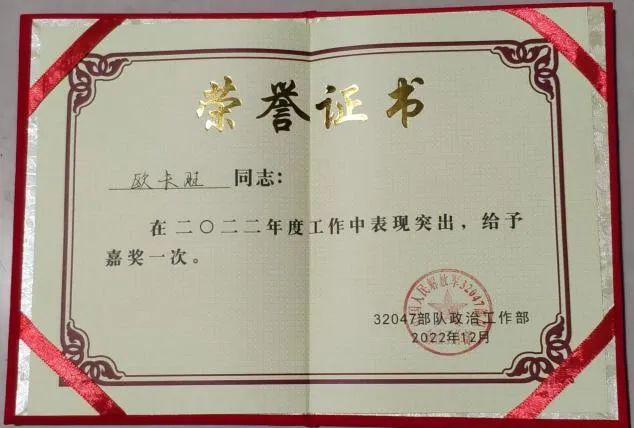 荣誉证书
欧卡胜 同志：
在二〇二二年度工作中表现突出，给予
嘉奖一次。
32047部队政治工作部
2022年12月